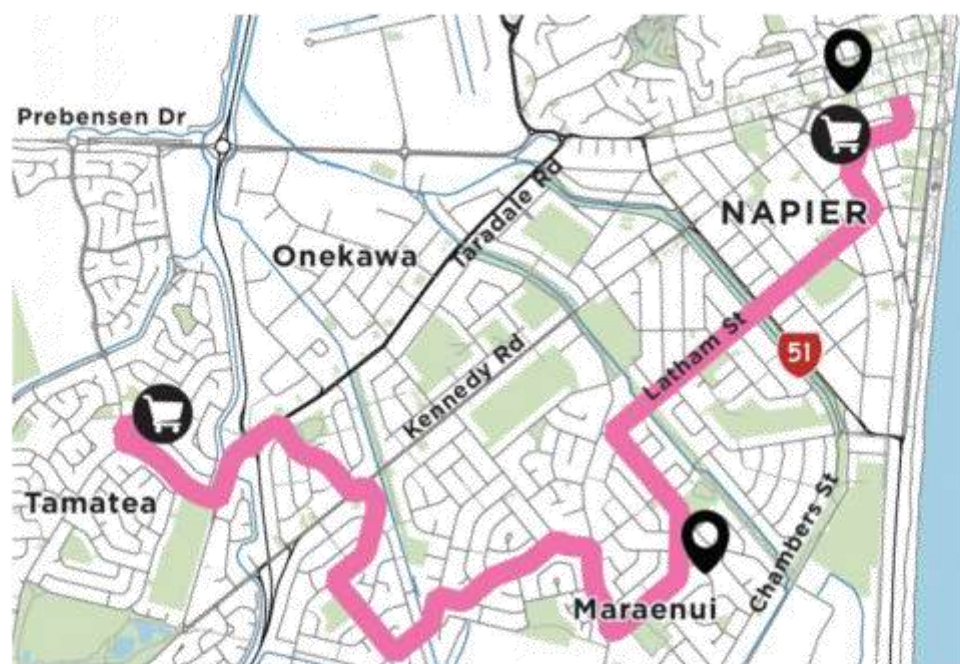 Prebensen Dr
NAPIER
Taradale Rd
Onekawa
Latham St
51
Kennedy Rd
Tamatea
Chambers St
Maraenui